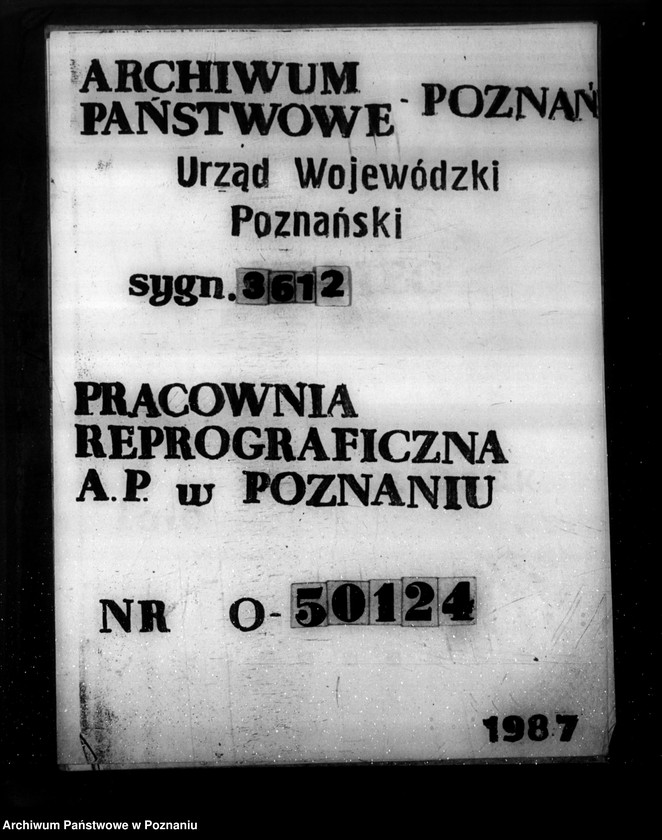 ARCHIWUM
PAŃSTWOWE - POZNAŃ
Urząd Wojewódzki
Poznański
sygn. 3612
PRACOWNIA
REPROGRAFICZNA
A.P. w POZNANIU
NR O-50124
1987
Archiwum Państwowe w Poznaniu